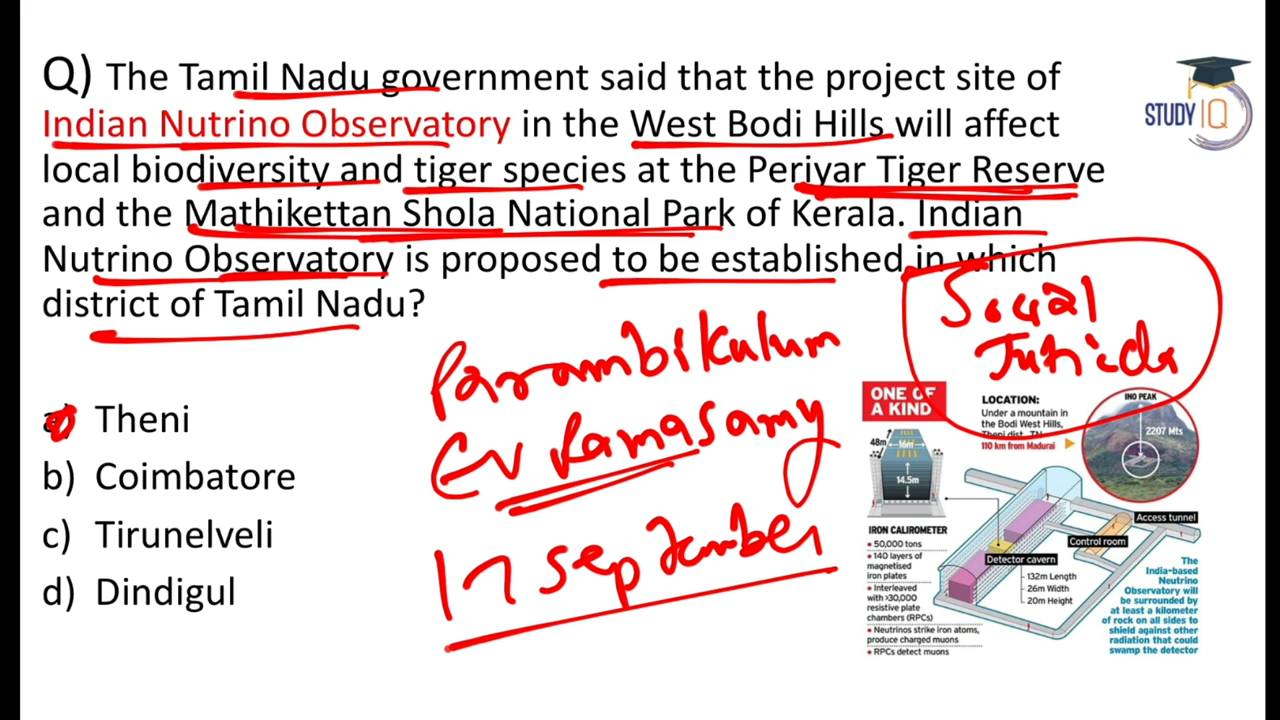 Q) The Tamil Nadu government said that the project site of
Indian Nutrino Observatory in the West Bodi Hills will affect
local biodiversity and tiger species at the Periyar Tiger Reserve
and the Mathikettan Shola National Park of Kerala. Indian
Nutrino Observatory is proposed to be established in which
district of Tamil Nadu?
STUDY IQ
a) Theni
b) Coimbatore
c) Tirunelveli
d) Dindigul
Parambikulum
EV Ramasamy
17 September
Social
ONE OF
A KIND
48m
16m
14.5m
IRON CALIROMETER
• 50,000 tons
• 140 layers of
magnetised
iron plates
• Interleaved
with >30,000
resistive plate
chambers (RPCs)
• Neutrinos strike iron atoms,
produce charged muons
• RPCs detect muons
LOCATION:
Under a mountain in
the Bodi West Hills,
Theni dist, TN
110 km from Madurai
INO PEAK
2207 Mts
Access tunnel
Control room
Detector cavern
132m Length
26m Width
20m Height
The
India-based
Neutrino
Observatory will
be surrounded by
at least a kilometer
of rock on all sides to
shield against other
radiation that could
swamp the detector